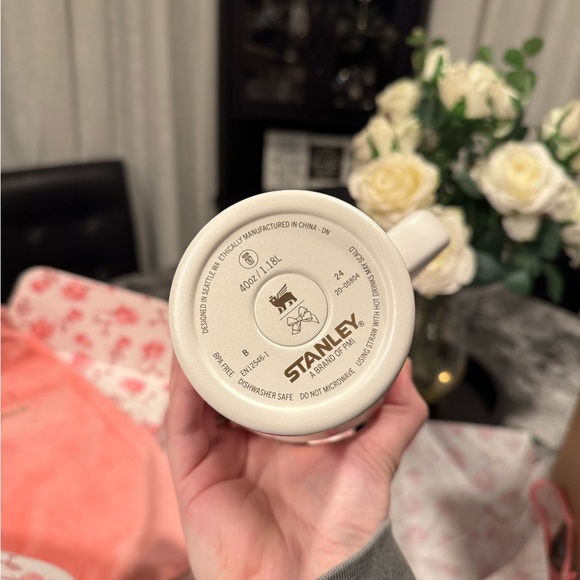 DESIGNED IN SEATTLE WA ETHICALLY MANUFACTURED IN CHINA - DN
40oz / 1.18L
24
20-05804
B
EN12546-1
STANLEY®
A BRAND OF PMI
BPA FREE DISHWASHER SAFE DO NOT MICROWAVE USING STRAW WITH HOT DRINKS MAY SCALD